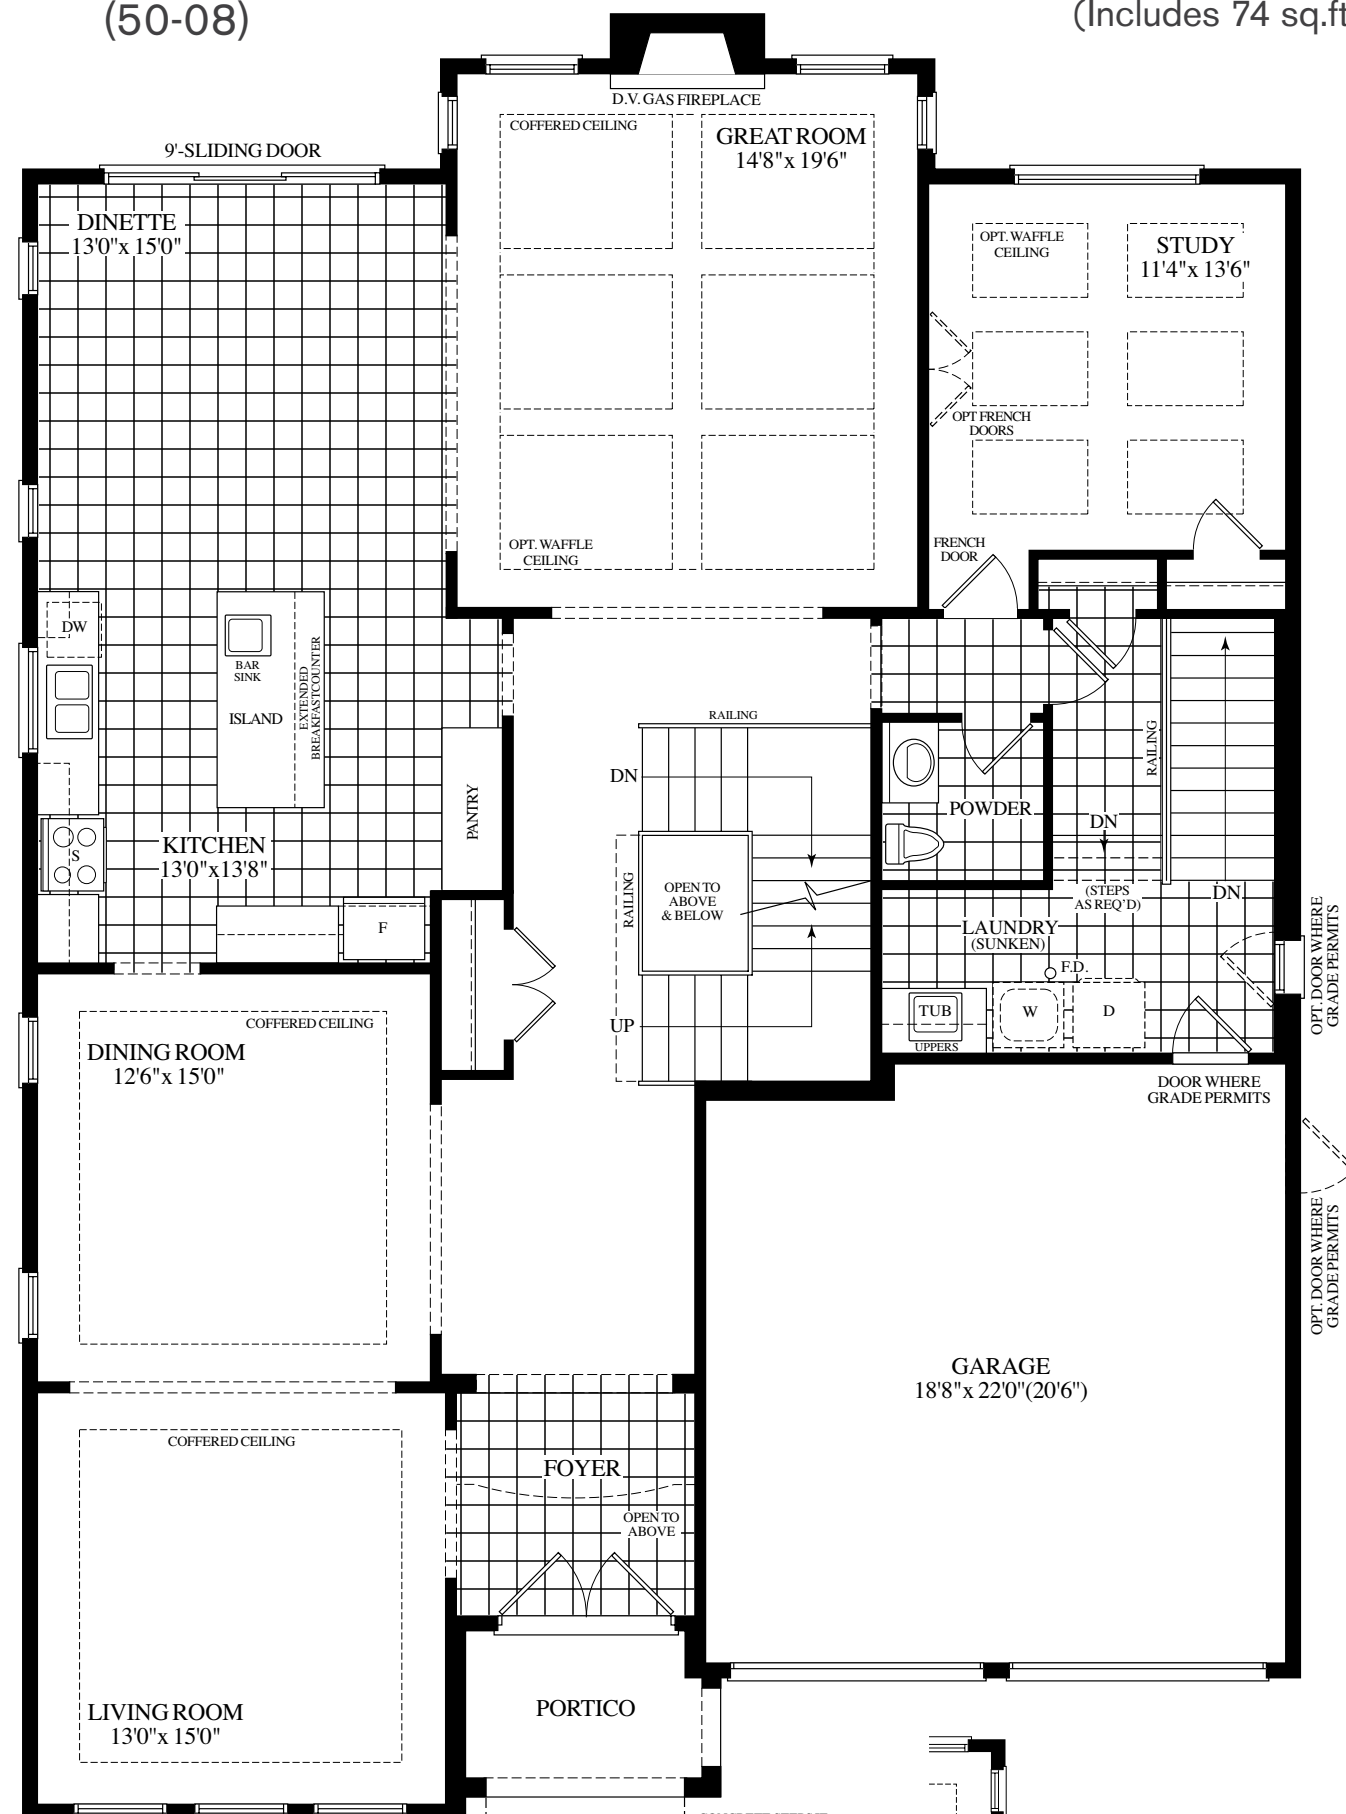 (50-08)
(Includes 74 sq.ft
D.V. GAS FIREPLACE
COFFERED CEILING
GREAT ROOM
14'8"x 19'6"
9'-SLIDING DOOR
DINETTE
13'0"x 15'0"
OPT. WAFFLE
CEILING
STUDY
11'4"x 13'6"
OPT FRENCH
DOORS
OPT. WAFFLE
CEILING
FRENCH
DOOR
DW
BAR
SINK
ISLAND
EXTENDED
BREAKFAST COUNTER
RAILING
DN
RAILING
PANTRY
POWDER
DN
S
KITCHEN
13'0"x13'8"
OPEN TO
ABOVE
& BELOW
RAILING
(STEPS
AS REQ'D)
DN
F
LAUNDRY
(SUNKEN)
F.D.
OPT. DOOR WHERE
GRADE PERMITS
TUB
W
D
UPPERS
UP
COFFERED CEILING
DINING ROOM
12'6"x 15'0"
DOOR WHERE
GRADE PERMITS
OPT. DOOR WHERE
GRADE PERMITS
GARAGE
18'8"x 22'0"(20'6")
COFFERED CEILING
FOYER
OPEN TO
ABOVE
LIVING ROOM
13'0"x 15'0"
PORTICO